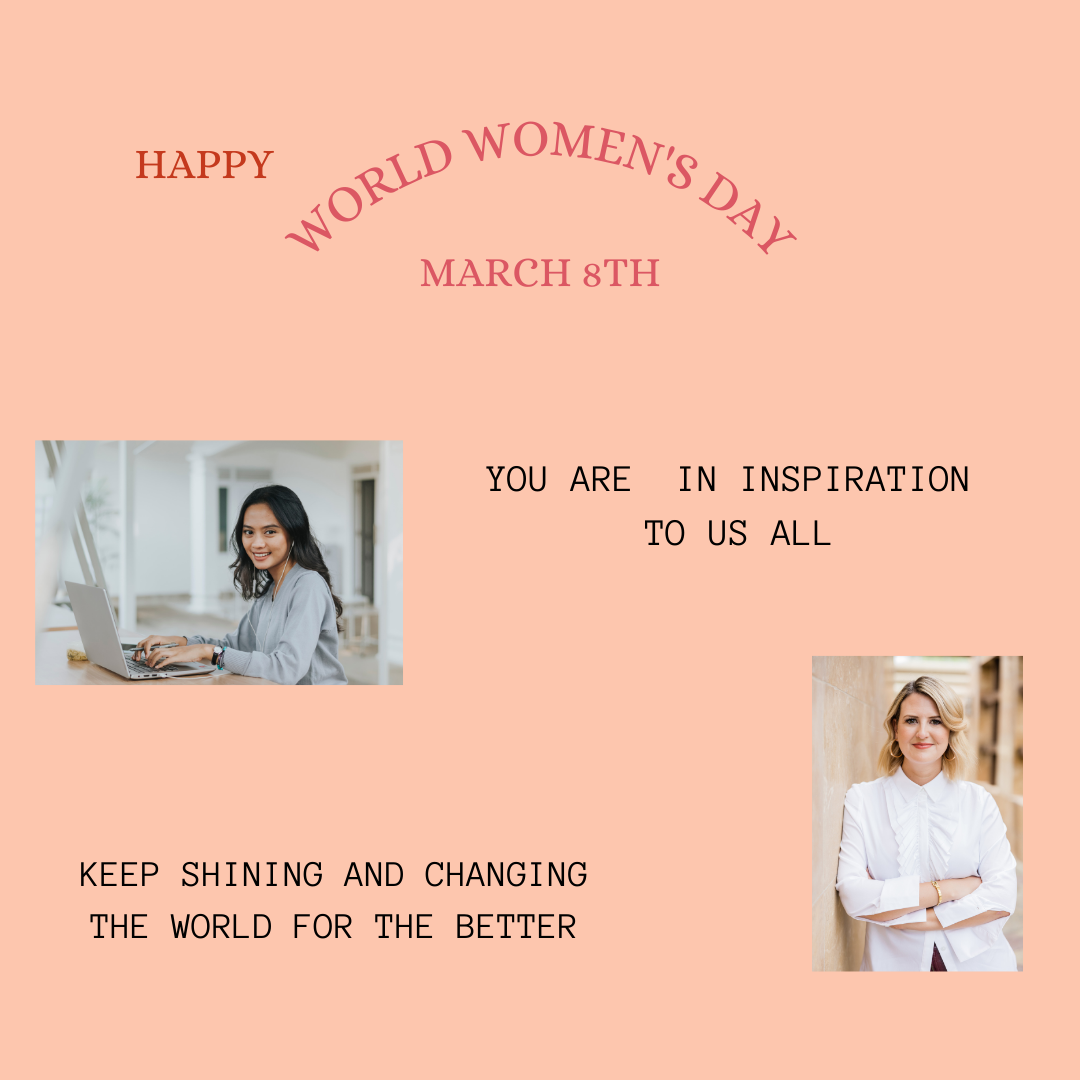 HAPPY
WORLD WOMEN'S DAY
MARCH 8TH
YOU ARE  IN INSPIRATION
TO US ALL
KEEP SHINING AND CHANGING
THE WORLD FOR THE BETTER